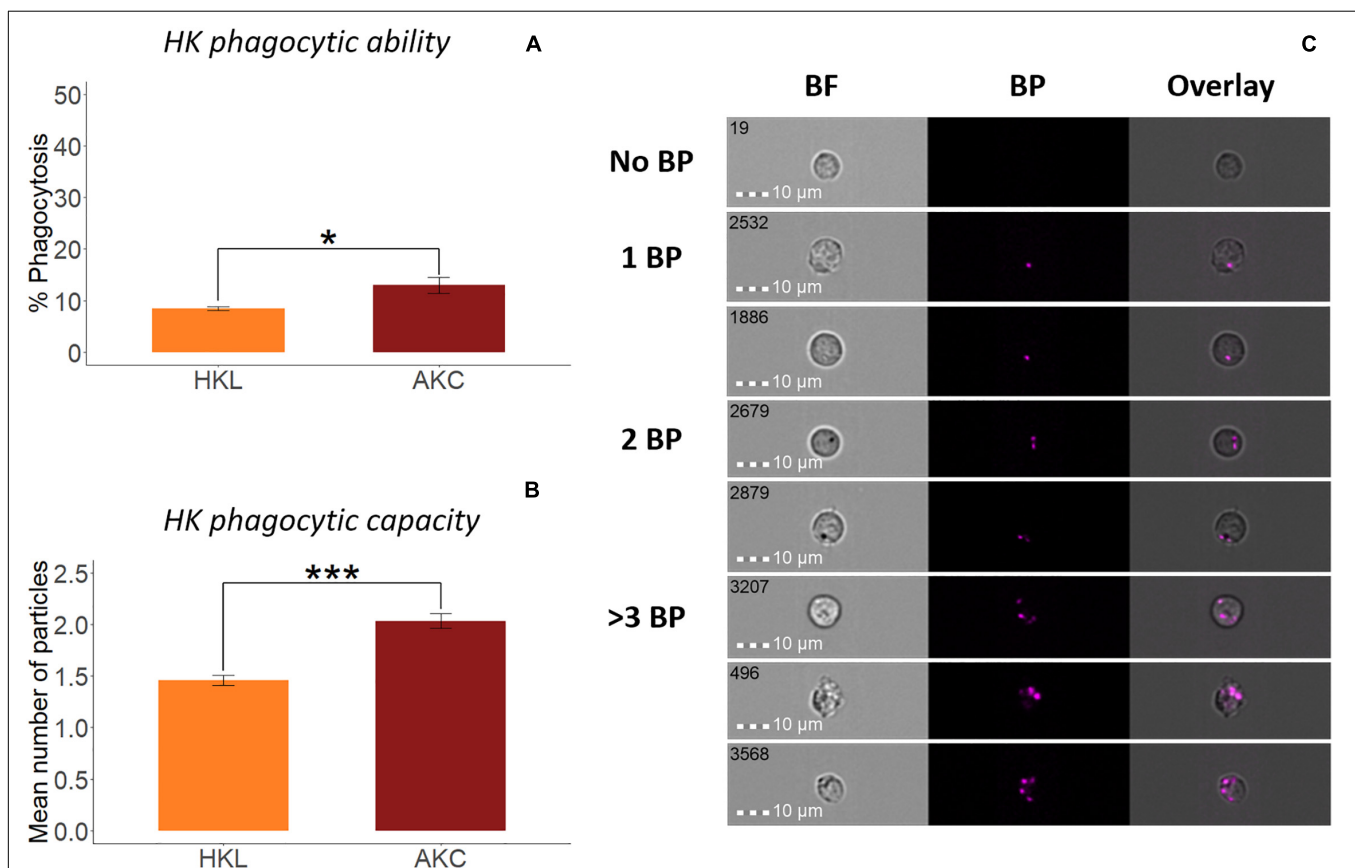 HK phagocytic ability
A
% Phagocytosis
50
40
30
20
10
0
*
HKL AKC
HK phagocytic capacity
B
Mean number of particles
2.5
2.0
1.5
1.0
0.5
0.0
***
HKL AKC
C
BF BP Overlay
No BP
19
10 µm
1 BP
2532
10 µm
1886
10 µm
2 BP
2679
10 µm
2879
10 µm
>3 BP
3207
10 µm
496
10 µm
3568
10 µm